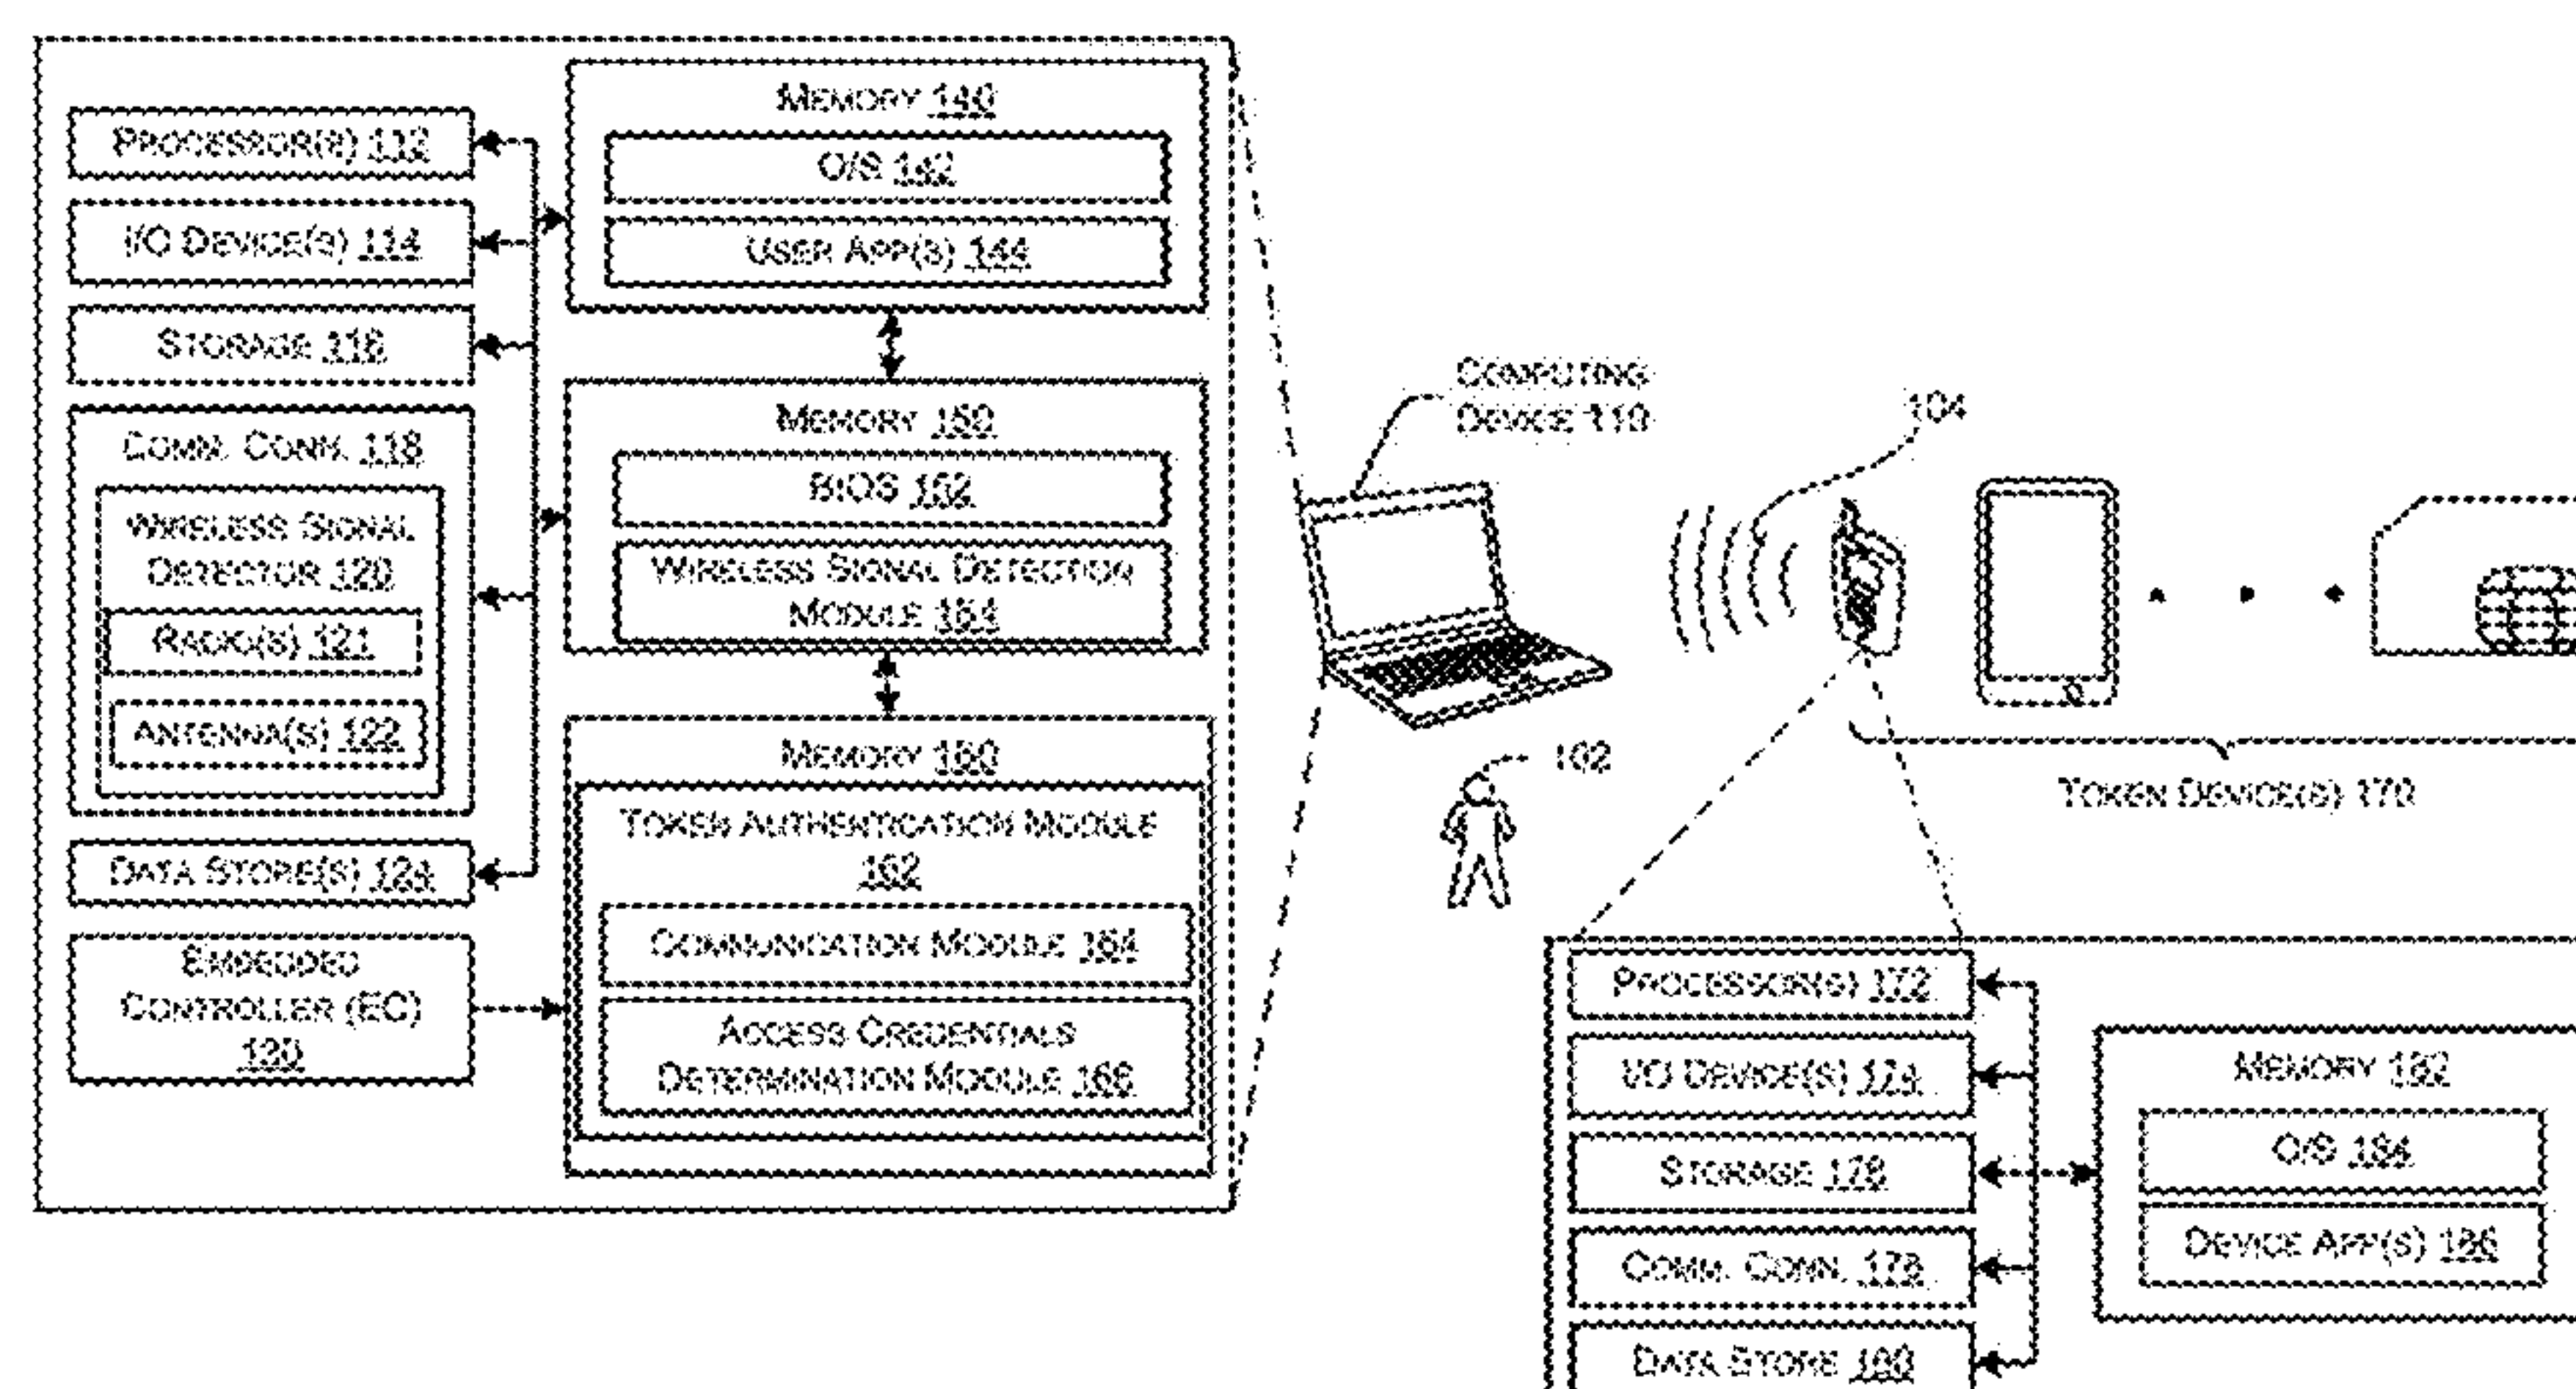 MEMORY 140
PROCESSOR(S) 112
O/S 142
I/O DEVICE(S) 114
USER APP(S) 144
STORAGE 116
COMM. CONN. 118
WIRELESS SIGNAL
DETECTOR 120
RADIO(S) 121
ANTENNA(S) 122
DATA STORE(S) 124
EMBEDDED
CONTROLLER (EC)
MEMORY 150
BIOS 152
WIRELESS SIGNAL DETECTION
MODULE 154
MEMORY 160
TOKEN AUTHENTICATION MODULE
162
COMMUNICATION MODULE 164
ACCESS CREDENTIALS
DETERMINATION MODULE 166
COMPUTING
DEVICE 110
104
102
TOKEN DEVICE(S) 170
PROCESSOR(S) 172
I/O DEVICE(S) 174
STORAGE
COMM. CONN. 178
DATA STORE 180
MEMORY 182
O/S 184
DEVICE APP(S) 186